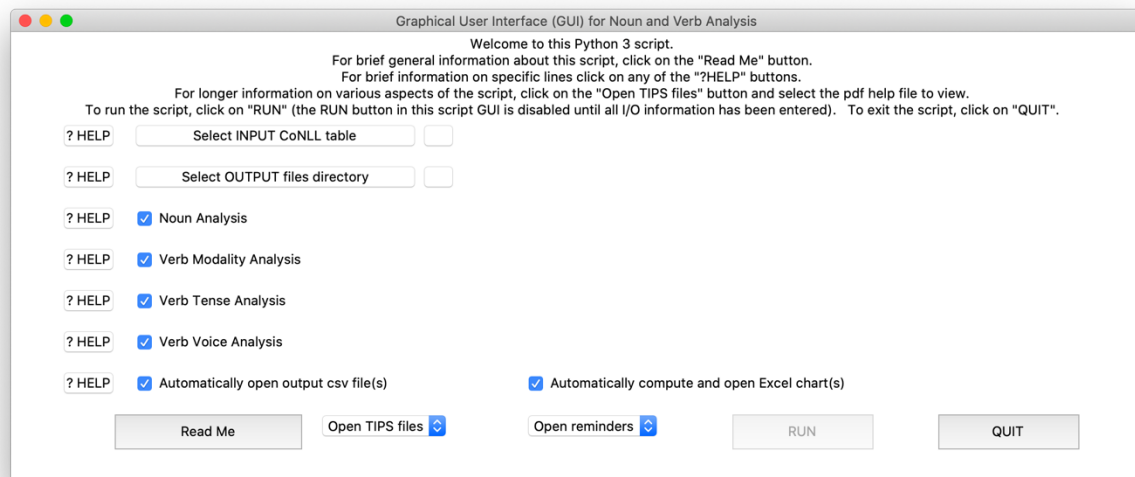 Graphical User Interface (GUI) for Noun and Verb Analysis
Welcome to this Python 3 script.
For brief general information about this script, click on the "Read Me" button.
For brief information on specific lines click on any of the "?HELP" buttons.
For longer information on various aspects of the script, click on the "Open TIPS files" button and select the pdf help file to view.
To run the script, click on "RUN" (the RUN button in this script GUI is disabled until all I/O information has been entered).   To exit the script, click on "QUIT".
? HELP Select INPUT CoNLL table
? HELP Select OUTPUT files directory
? HELP Noun Analysis
? HELP Verb Modality Analysis
? HELP Verb Tense Analysis
? HELP Verb Voice Analysis
? HELP Automatically open output csv file(s) Automatically compute and open Excel chart(s)
Read Me Open TIPS files Open reminders RUN QUIT